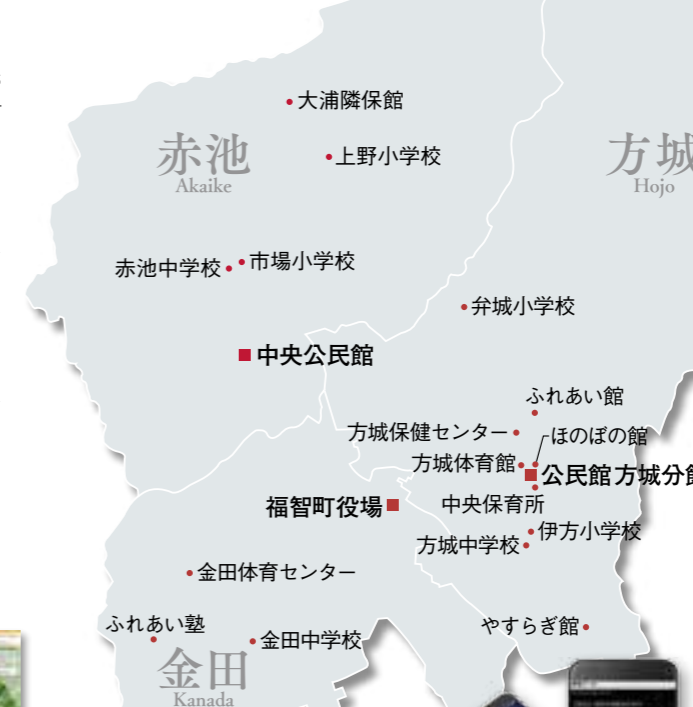 大浦隣保館
赤池
Akaike
上野小学校
方城
Hojo
赤池中学校
市場小学校
弁城小学校
中央公民館
ふれあい館
方城保健センター
ほのぼの館
方城体育館
公民館方城分館
福智町役場
中央保育所
伊方小学校
方城中学校
金田体育センター
ふれあい塾
金田中学校
やすらぎ館
金田
Kanada